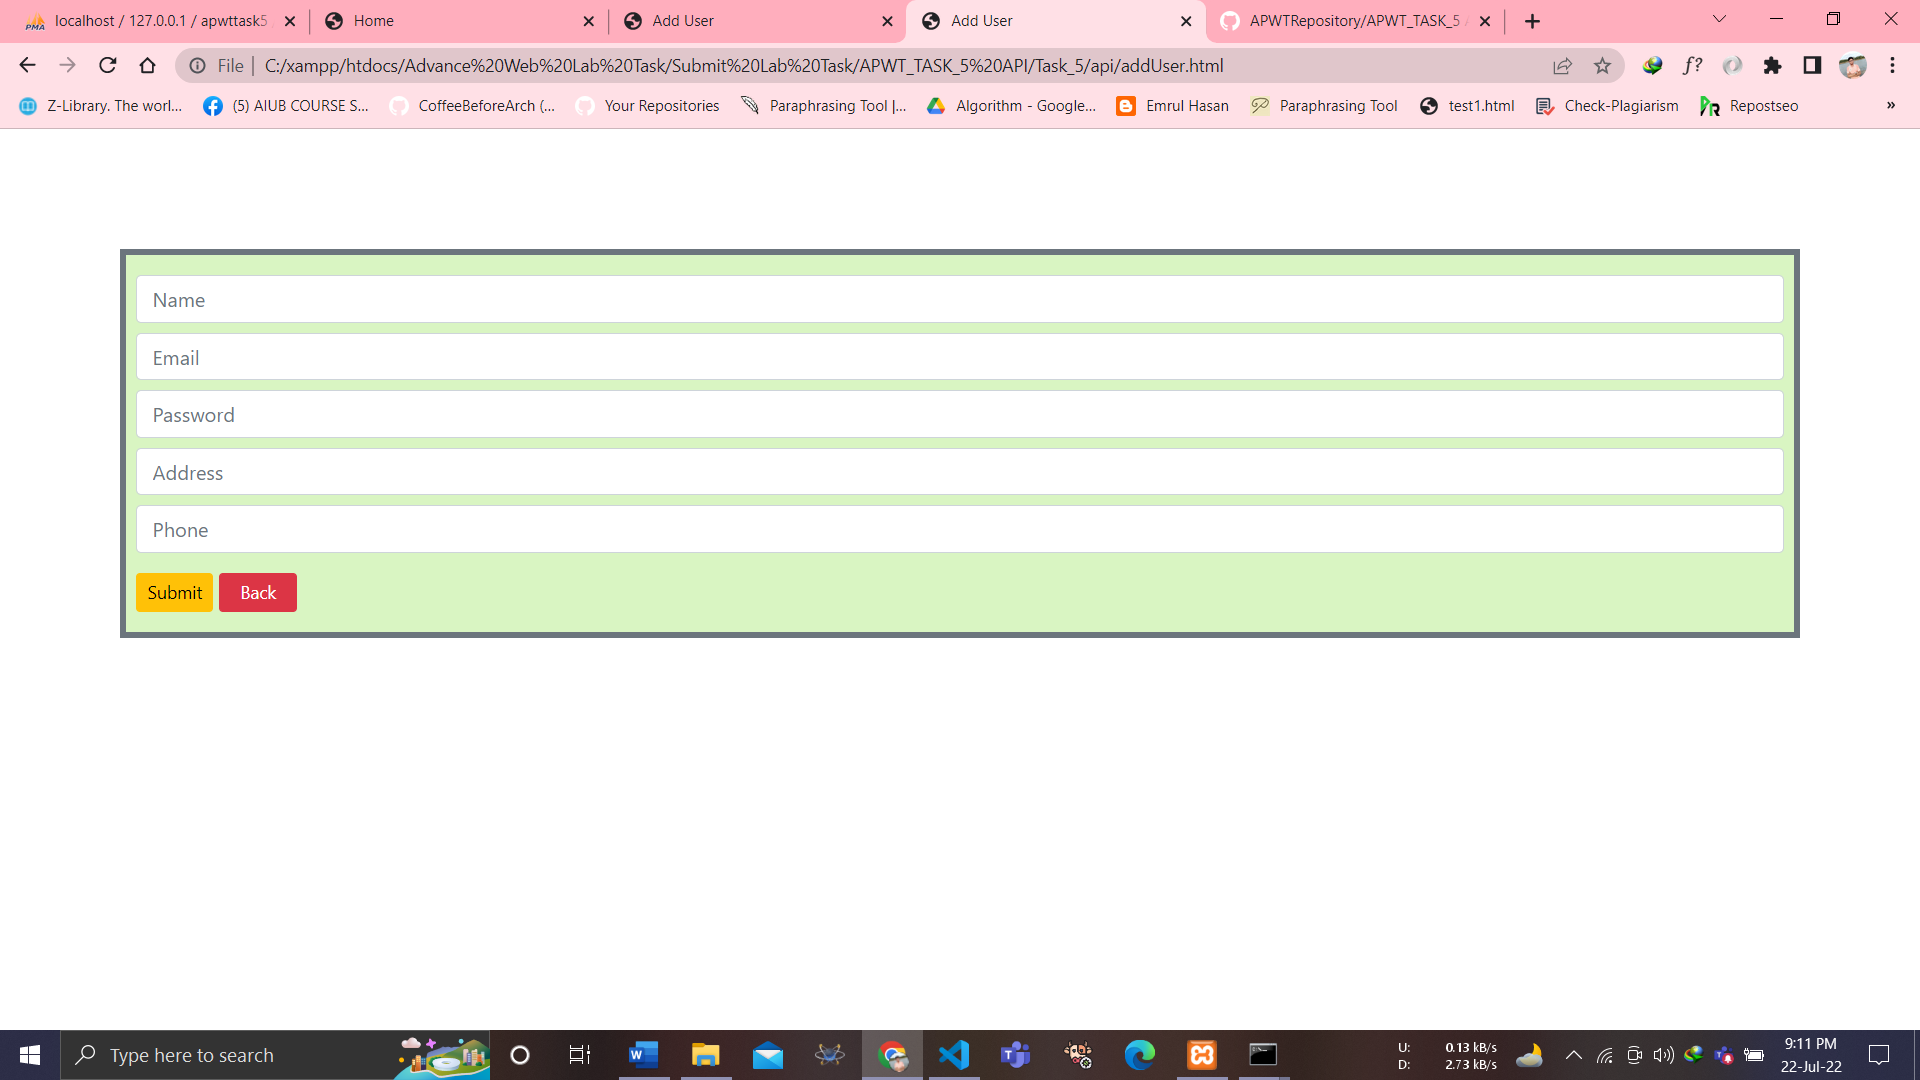 localhost / 127.0.0.1 / apwttask5
Home
Add User
Add User
APWTRepository/APWT_TASK_5
File
C:/xampp/htdocs/Advance%20Web%20Lab%20Task/Submit%20Lab%20Task/APWT_TASK_5%20API/Task_5/api/addUser.html
f?
Z-Library. The worl...
(5) AIUB COURSE S...
CoffeeBeforeArch (...
Your Repositories
Paraphrasing Tool |...
Algorithm - Google...
Emrul Hasan
Paraphrasing Tool
test1.html
Check-Plagiarism
Repostseo
»
Name
Email
Password
Address
Phone
Submit
Back
Type here to search
U: 0.13 kB/s
D: 2.73 kB/s
9:11 PM
22-Jul-22